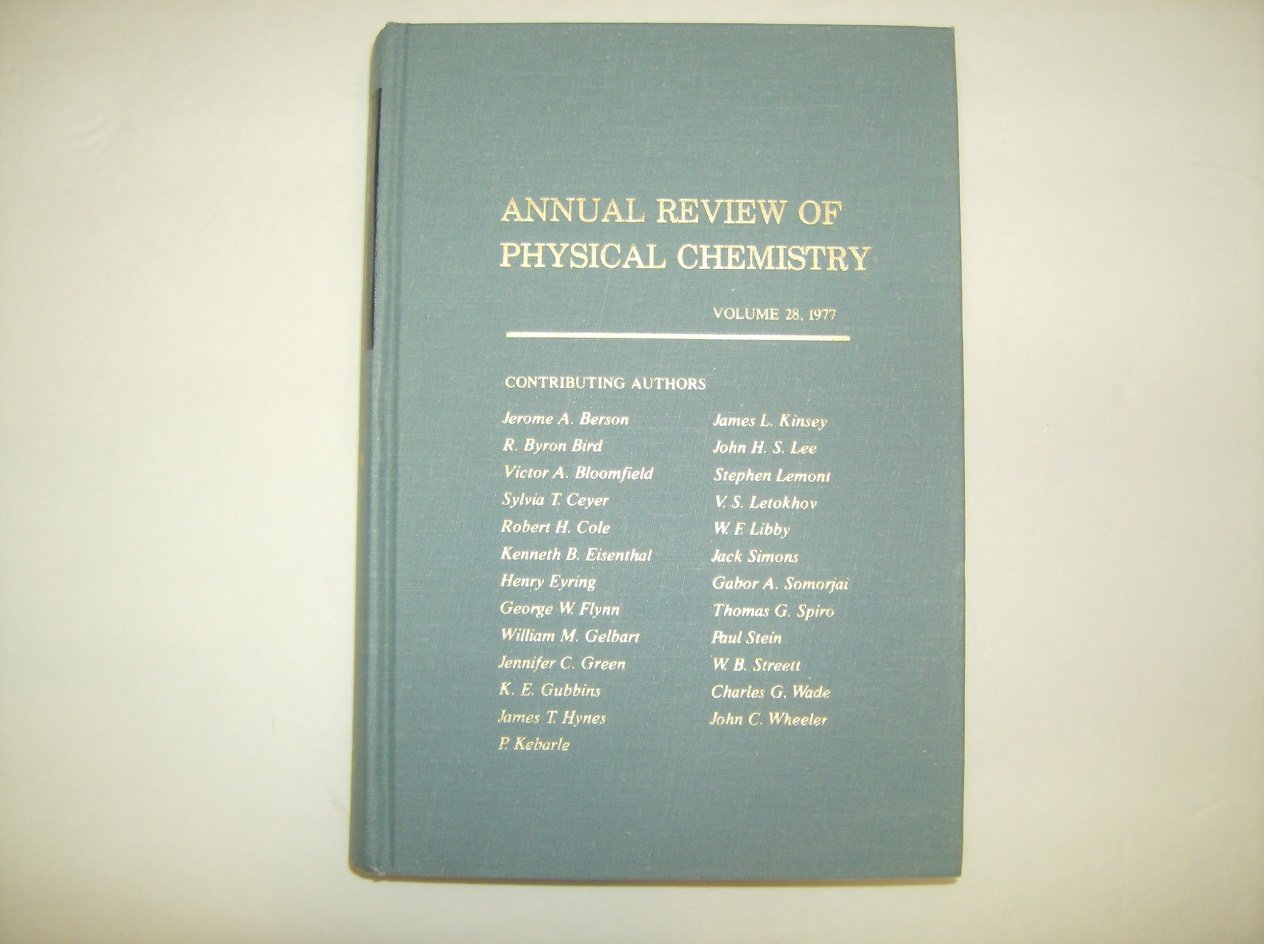 ANNUAL REVIEW OF
PHYSICAL CHEMISTRY
VOLUME 28, 1977
CONTRIBUTING AUTHORS
Jerome A. Berson
R. Byron Bird
Victor A. Bloomfield
Sylvia T. Ceyer
Robert H. Cole
Kenneth B. Eisenthal
Henry Eyring
George W. Flynn
William M. Gelbart
Jennifer C. Green
K. E. Gubbins
James T. Hynes
P. Kebarle
James L. Kinsey
John H. S. Lee
Stephen Lemont
V. S. Letokhov
W. F. Libby
Jack Simons
Gabor A. Somorjai
Thomas G. Spiro
Paul Stein
W. B. Streett
Charles G. Wade
John C. Wheeler